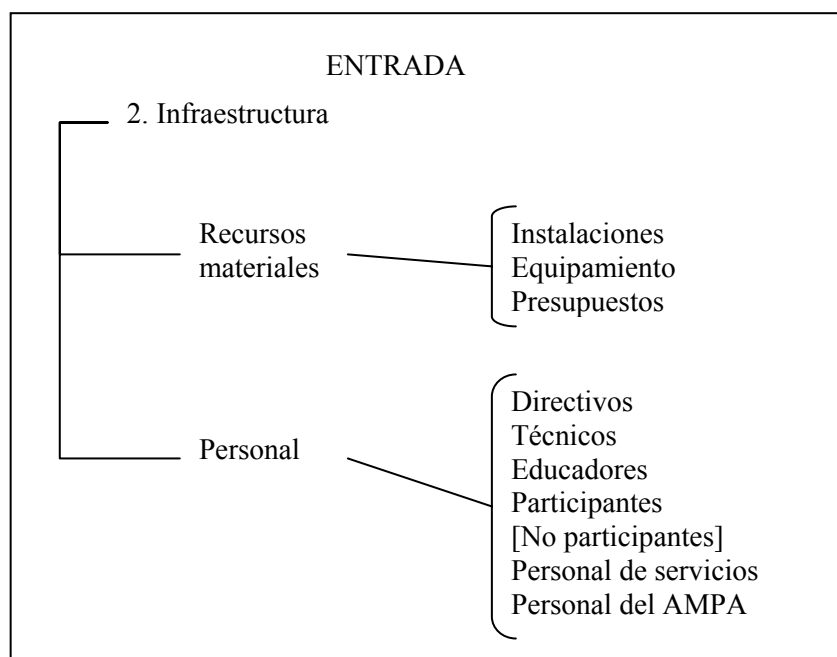 ENTRADA
2. Infraestructura
Recursos
materiales
Instalaciones
Equipamiento
Presupuestos
Personal
Directivos
Técnicos
Educadores
Participantes
[No participantes]
Personal de servicios
Personal del AMPA